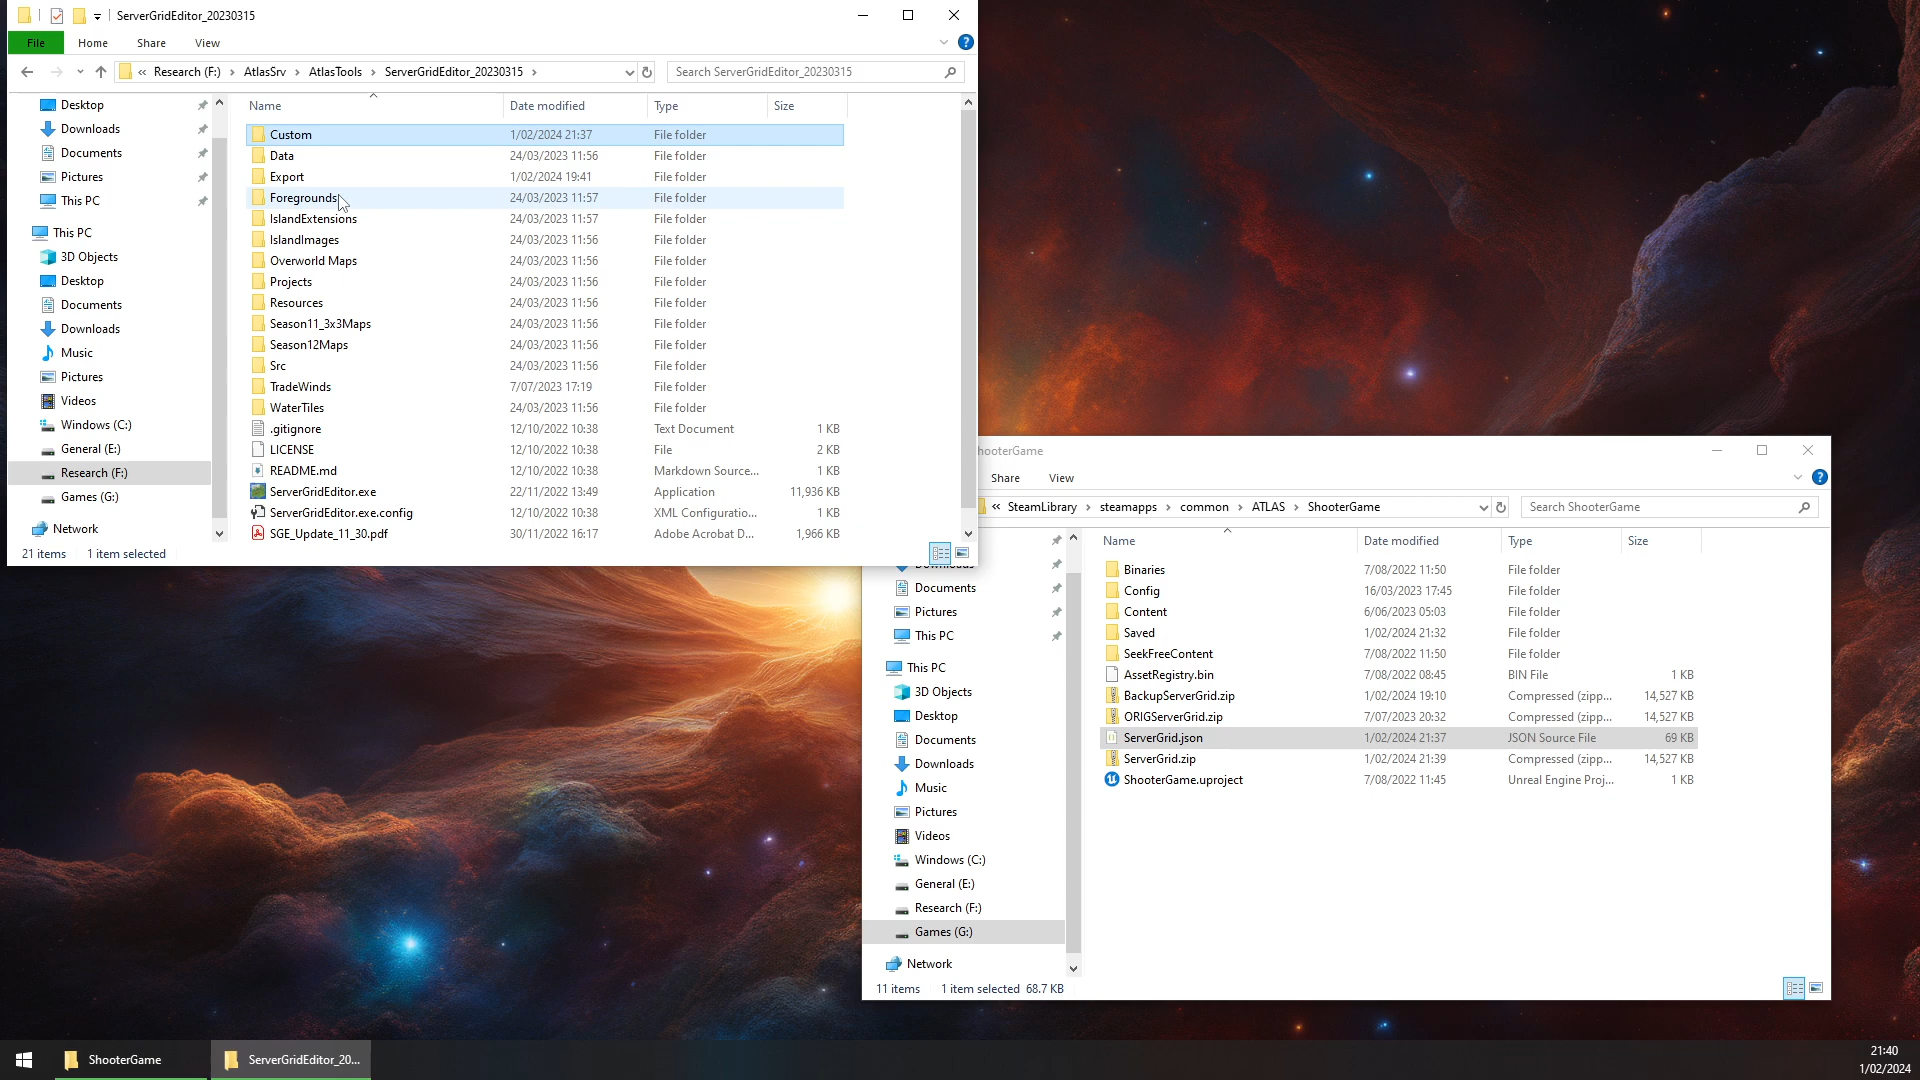 ServerGridEditor_20230315
File Home Share View
« Research (F:) > AtlasSrv > AtlasTools > ServerGridEditor_20230315 >
Search ServerGridEditor_20230315
Desktop
Downloads
Documents
Pictures
This PC
This PC
3D Objects
Desktop
Documents
Downloads
Music
Pictures
Videos
Windows (C:)
General (E:)
Research (F:)
Games (G:)
Network
Name Date modified Type Size
Custom 1/02/2024 21:37 File folder
Data 24/03/2023 11:56 File folder
Export 1/02/2024 19:41 File folder
Foregrounds 24/03/2023 11:57 File folder
IslandExtensions 24/03/2023 11:57 File folder
IslandImages 24/03/2023 11:56 File folder
Overworld Maps 24/03/2023 11:56 File folder
Projects 24/03/2023 11:56 File folder
Resources 24/03/2023 11:56 File folder
Season11_3x3Maps 24/03/2023 11:56 File folder
Season12Maps 24/03/2023 11:56 File folder
Src 24/03/2023 11:56 File folder
TradeWinds 7/07/2023 17:19 File folder
WaterTiles 24/03/2023 11:56 File folder
.gitignore 12/10/2022 10:38 Text Document 1 KB
LICENSE 12/10/2022 10:38 File 2 KB
README.md 12/10/2022 10:38 Markdown Source... 1 KB
ServerGridEditor.exe 22/11/2022 13:49 Application 11,936 KB
ServerGridEditor.exe.config 12/10/2022 10:38 XML Configuratio... 1 KB
SGE_Update_11_30.pdf 30/11/2022 16:17 Adobe Acrobat D... 1,966 KB
21 items 1 item selected
hooterGame
Share View
« SteamLibrary > steamapps > common > ATLAS > ShooterGame
Search ShooterGame
Documents
Pictures
This PC
This PC
3D Objects
Desktop
Documents
Downloads
Music
Pictures
Videos
Windows (C:)
General (E:)
Research (F:)
Games (G:)
Network
Name Date modified Type Size
Binaries 7/08/2022 11:50 File folder
Config 16/03/2023 17:45 File folder
Content 6/06/2023 05:03 File folder
Saved 1/02/2024 21:32 File folder
SeekFreeContent 7/08/2022 11:50 File folder
AssetRegistry.bin 7/08/2022 08:45 BIN File 1 KB
BackupServerGrid.zip 1/02/2024 19:10 Compressed (zipp... 14,527 KB
ORIGServerGrid.zip 7/07/2023 20:32 Compressed (zipp... 14,527 KB
ServerGrid.json 1/02/2024 21:37 JSON Source File 69 KB
ServerGrid.zip 1/02/2024 21:39 Compressed (zipp... 14,527 KB
ShooterGame.uproject 7/08/2022 11:45 Unreal Engine Proj... 1 KB
11 items 1 item selected 68.7 KB
ShooterGame
ServerGridEditor_20...
21:40
1/02/2024